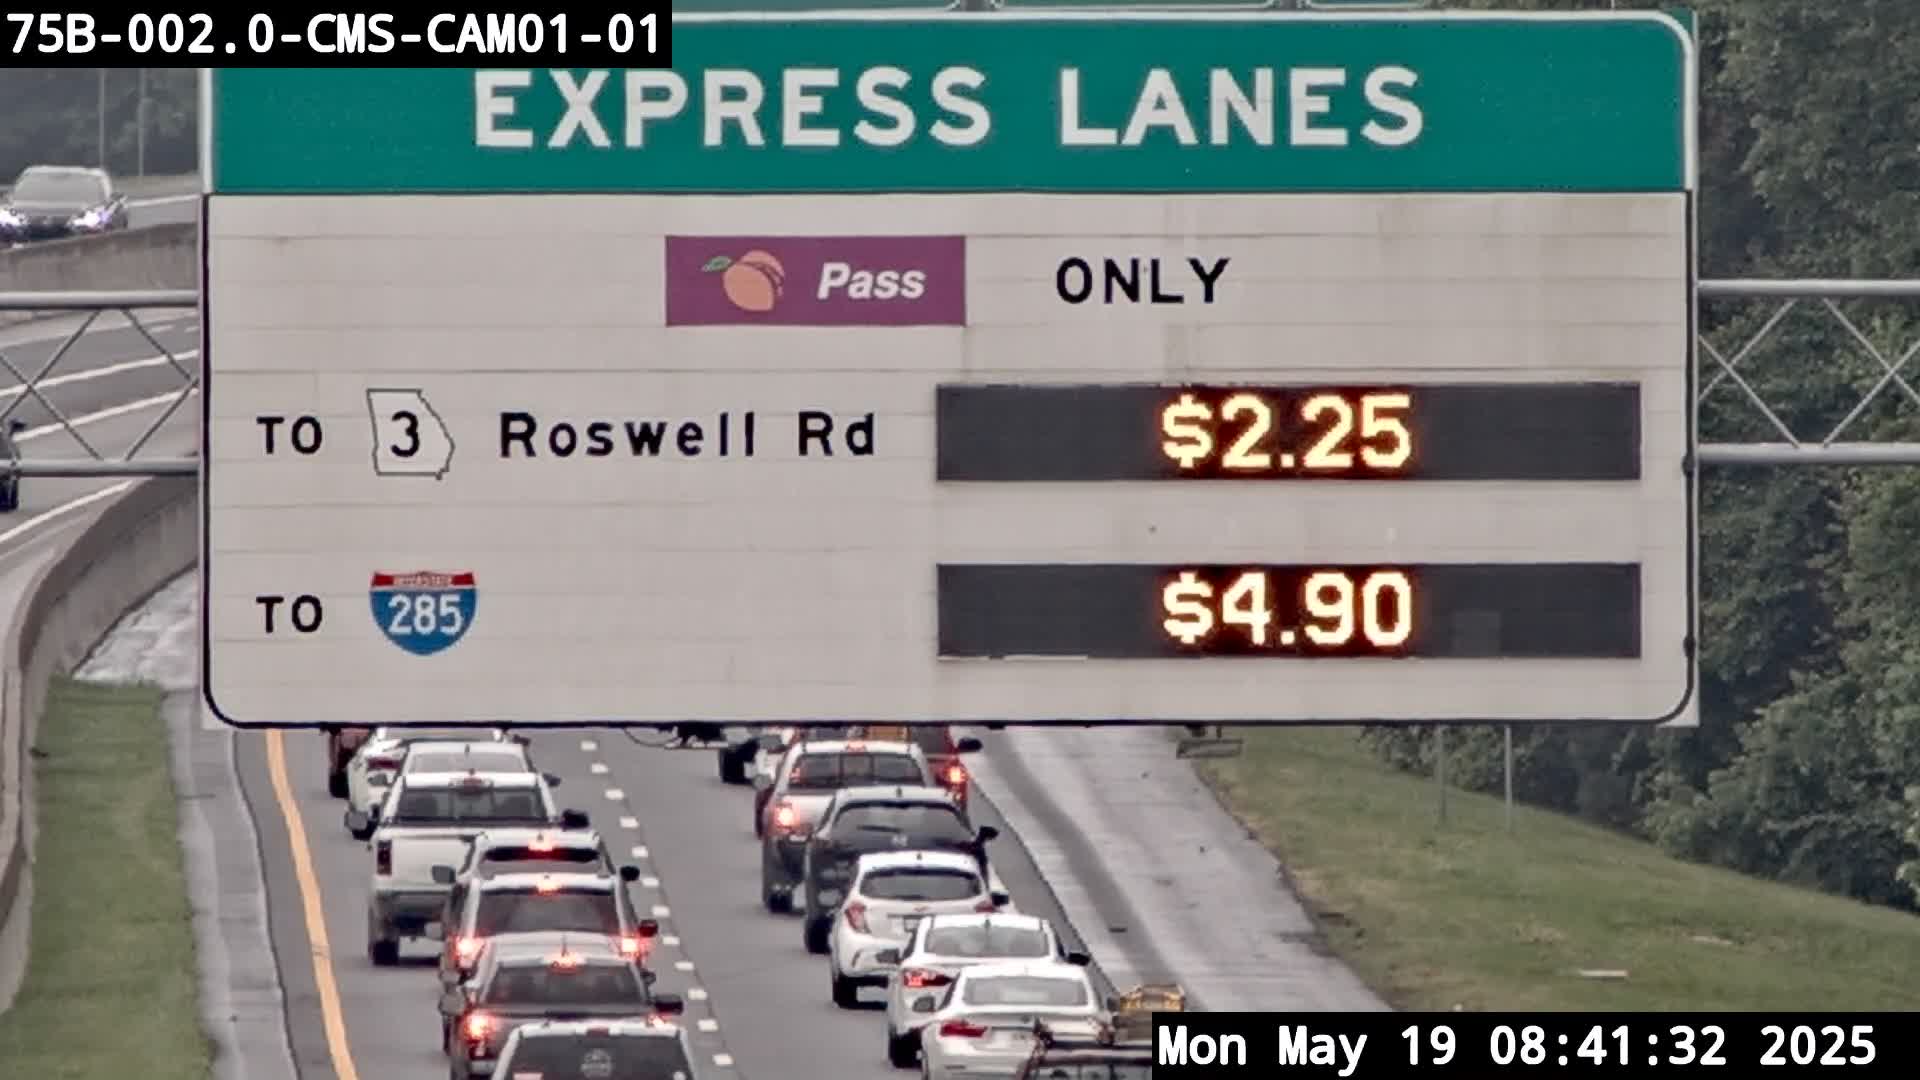 75B-002.0-CMS-CAM01-01
EXPRESS LANES
Pass ONLY
TO 3 Roswell Rd $2.25
INTERSTATE
TO 285 $4.90
Mon May 19 08:41:32 2025